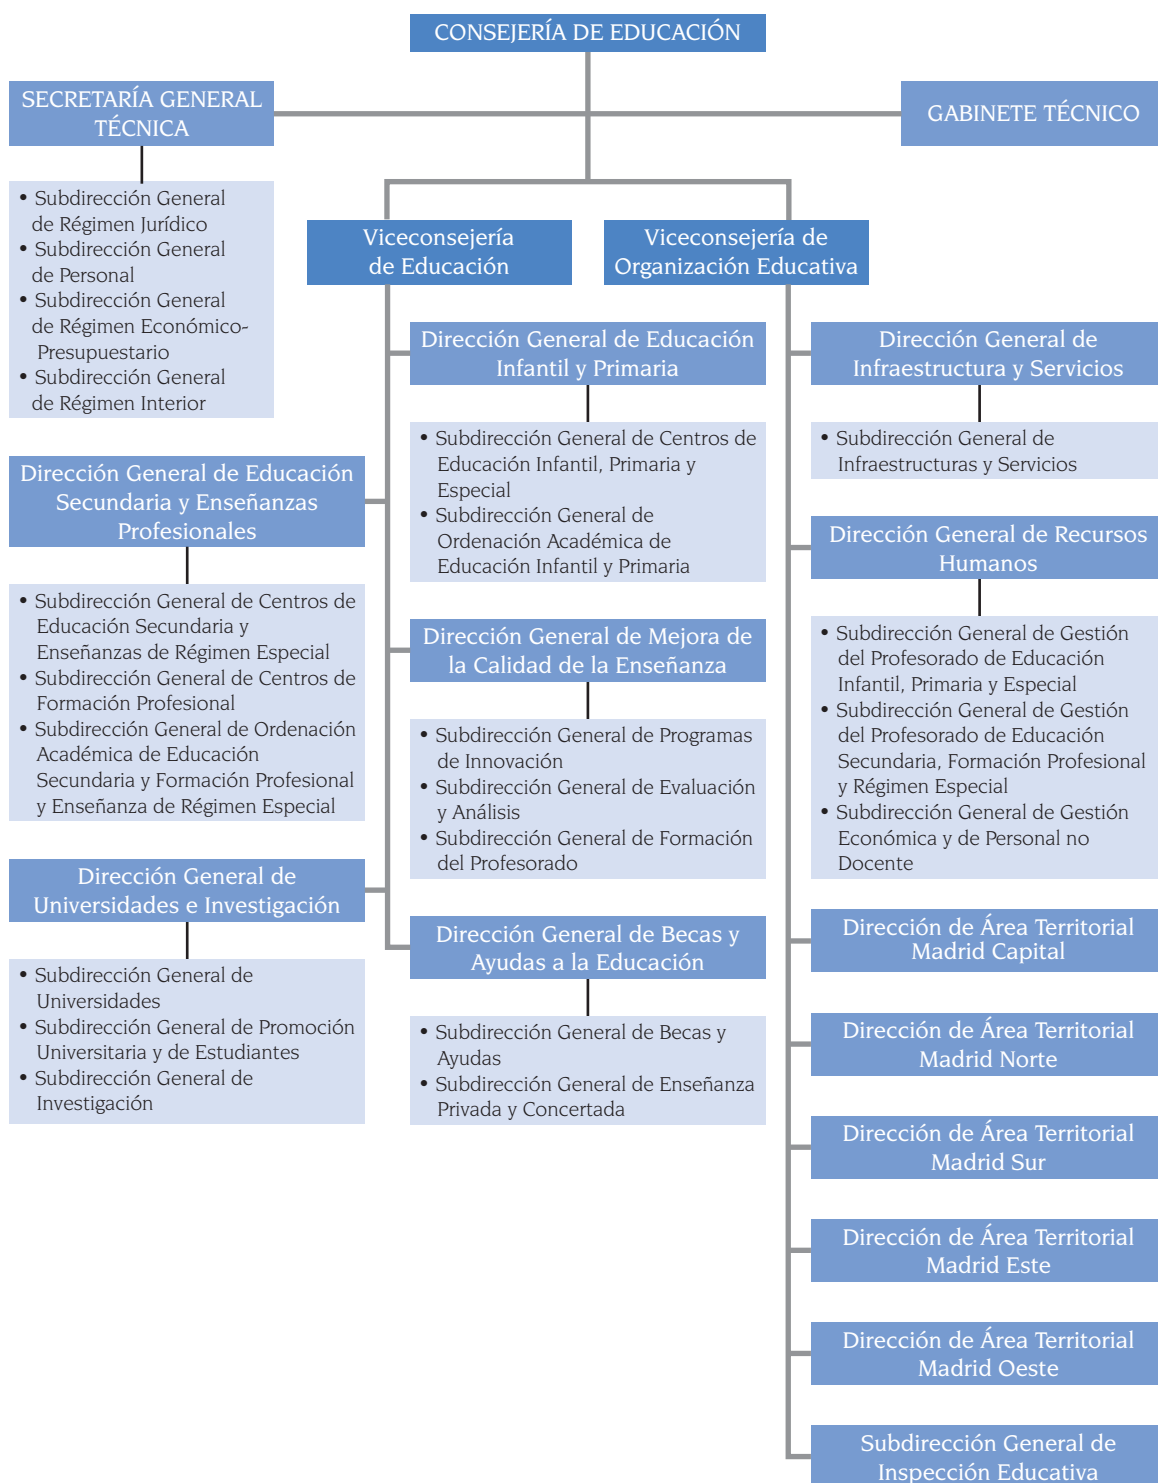 CONSEJERÍA DE EDUCACIÓN
SECRETARÍA GENERAL
TÉCNICA
GABINETE TÉCNICO
• Subdirección General
de Régimen Jurídico
• Subdirección General
de Personal
• Subdirección General
de Régimen Económico-
Presupuestario
• Subdirección General
de Régimen Interior
Viceconsejería
de Educación
Viceconsejería de
Organización Educativa
Dirección General de Educación
Infantil y Primaria
• Subdirección General de Centros de
Educación Infantil, Primaria y
Especial
• Subdirección General de
Ordenación Académica de
Educación Infantil y Primaria
Dirección General de Infraestructura y Servicios
• Subdirección General de
Infraestructuras y Servicios
Dirección General de Educación
Secundaria y Enseñanzas
Profesionales
• Subdirección General de Centros de
Educación Secundaria y
Enseñanzas de Régimen Especial
• Subdirección General de Centros de
Formación Profesional
• Subdirección General de Ordenación
Académica de Educación
Secundaria y Formación Profesional
y Enseñanza de Régimen Especial
Dirección General de Mejora de
la Calidad de la Enseñanza
• Subdirección General de Programas
de Innovación
• Subdirección General de Evaluación
y Análisis
• Subdirección General de Formación
del Profesorado
Dirección General de Recursos
Humanos
• Subdirección General de Gestión
del Profesorado de Educación
Infantil, Primaria y Especial
• Subdirección General de Gestión
del Profesorado de Educación
Secundaria, Formación Profesional
y Régimen Especial
• Subdirección General de Gestión
Económica y de Personal no
Docente
Dirección General de
Universidades e Investigación
• Subdirección General de
Universidades
• Subdirección General de Promoción
Universitaria y de Estudiantes
• Subdirección General de
Investigación
Dirección General de Becas y
Ayudas a la Educación
• Subdirección General de Becas y
Ayudas
• Subdirección General de Enseñanza
Privada y Concertada
Dirección de Área Territorial
Madrid Capital
Dirección de Área Territorial
Madrid Norte
Dirección de Área Territorial
Madrid Sur
Dirección de Área Territorial
Madrid Este
Dirección de Área Territorial
Madrid Oeste
Subdirección General de
Inspección Educativa